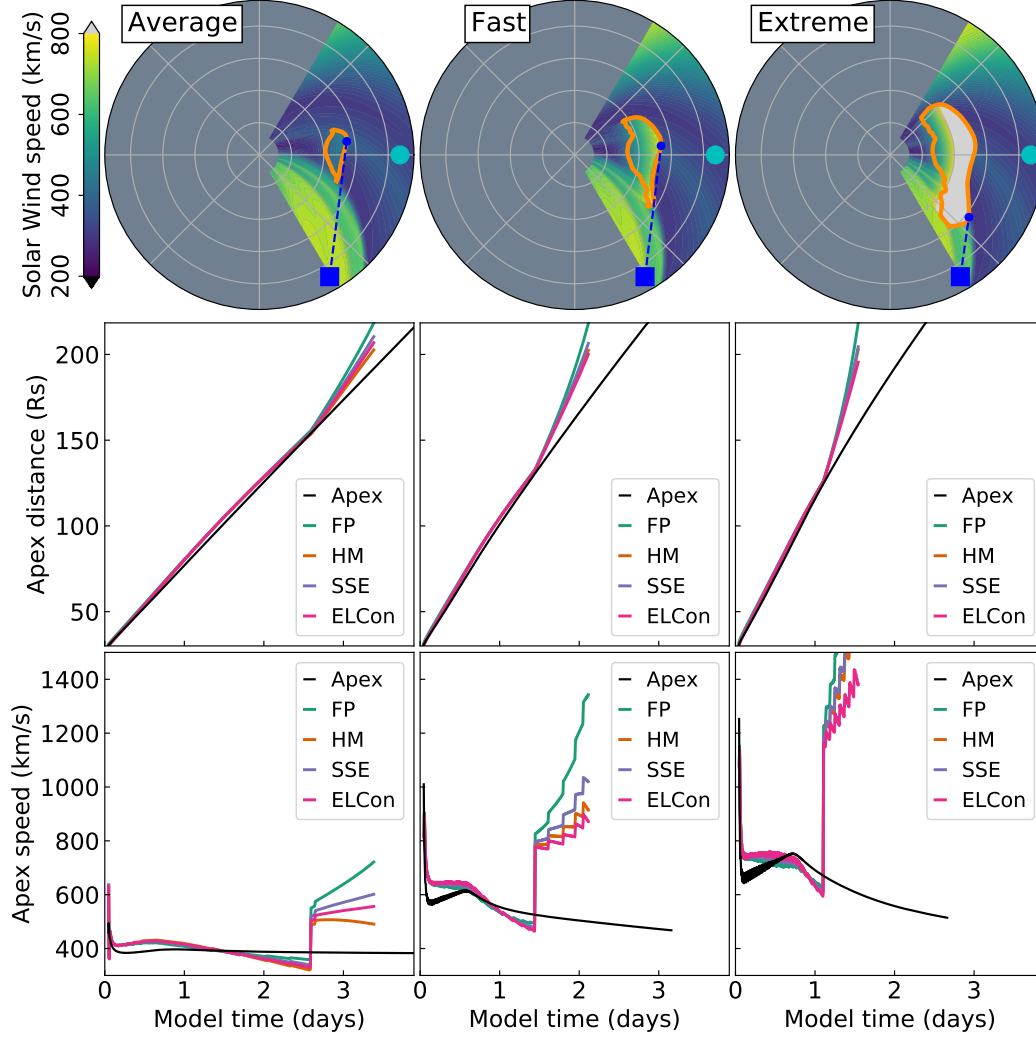 Average
Fast
Extreme
Solar Wind speed (km/s)
800
600
400
200
Apex distance (Rs)
200
150
100
50
Apex
FP
HM
SSE
ELCon
Apex
FP
HM
SSE
ELCon
Apex
FP
HM
SSE
ELCon
Apex speed (km/s)
1400
1200
1000
800
600
400
Apex
FP
HM
SSE
ELCon
Apex
FP
HM
SSE
ELCon
Apex
FP
HM
SSE
ELCon
0 1 2 3
0 1 2 3
0 1 2 3
Model time (days)
Model time (days)
Model time (days)